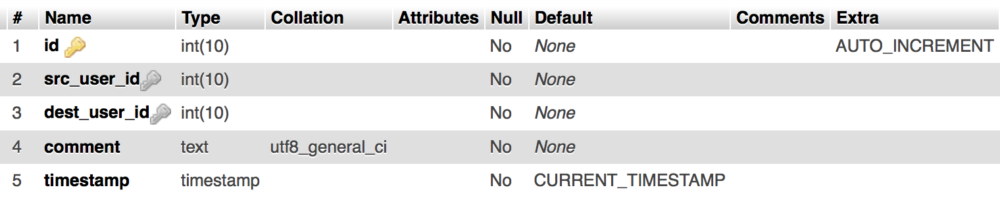 # Name Type Collation Attributes Null Default Comments Extra
1 id int(10) No None AUTO_INCREMENT
2 src_user_id int(10) No None
3 dest_user_id int(10) No None
4 comment text utf8_general_ci No None
5 timestamp timestamp No CURRENT_TIMESTAMP